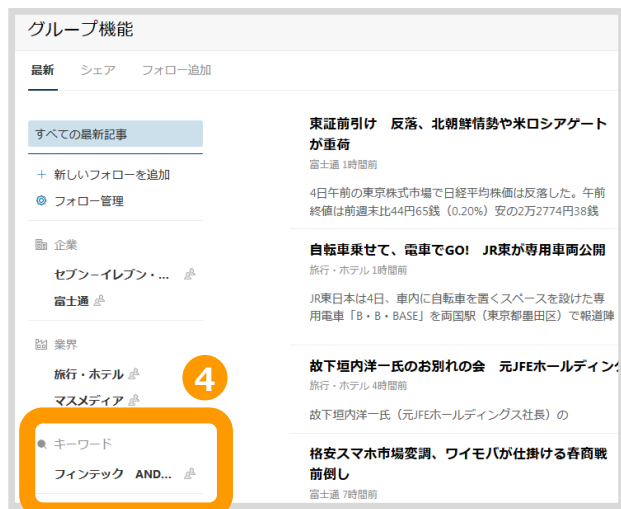 グループ機能
最新 シェア フォロー追加
すべての最新記事
+ 新しいフォローを追加
フォロー管理
企業
セブン－イレブン・...
富士通
業界
旅行・ホテル
マスメディア
4
キーワード
フィンテック AND...
東証前引け 反落、北朝鮮情勢や米ロシアゲート
が重荷
富士通 1時間前
4日午前の東京株式市場で日経平均株価は反落した。午前
終値は前週末比44円65銭（0.20%）安の2万2774円38銭
自転車乗せて、電車でGO! JR東が専用車両公開
旅行・ホテル 1時間前
JR東日本は4日、車内に自転車を置くスペースを設けた専
用電車「B・B・BASE」を両国駅（東京都墨田区）で報道陣
故下垣内洋一氏のお別れの会 元JFEホールディン
旅行・ホテル 4時間前
故下垣内洋一氏（元JFEホールディングス社長）の
格安スマホ市場変調、ワイモバが仕掛ける春商戦
前倒し
富士通 7時間前